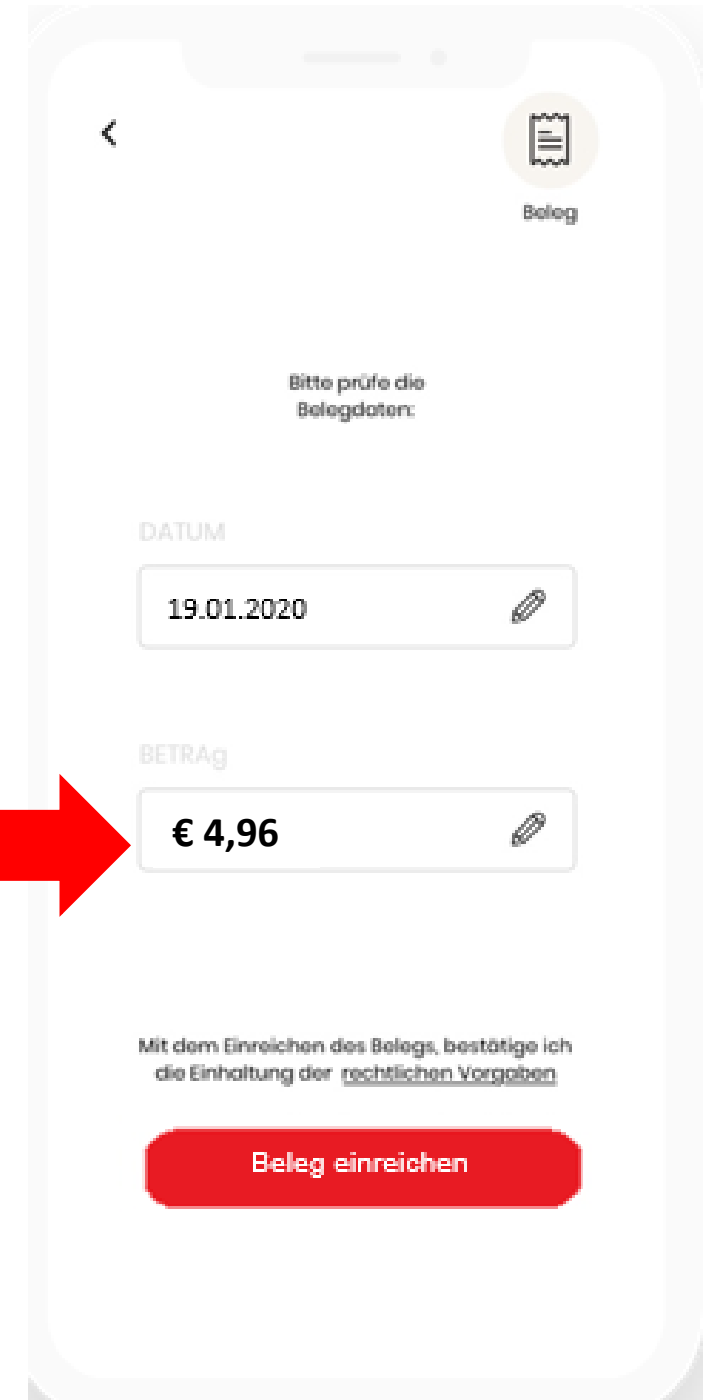 Beleg
Bitte prüfe die
Belegdaten:
DATUM
19.01.2020
BETRAg
€ 4,96
Mit dem Einreichen des Belegs, bestätige ich
die Einhaltung der rechtlichen Vorgaben
Beleg einreichen